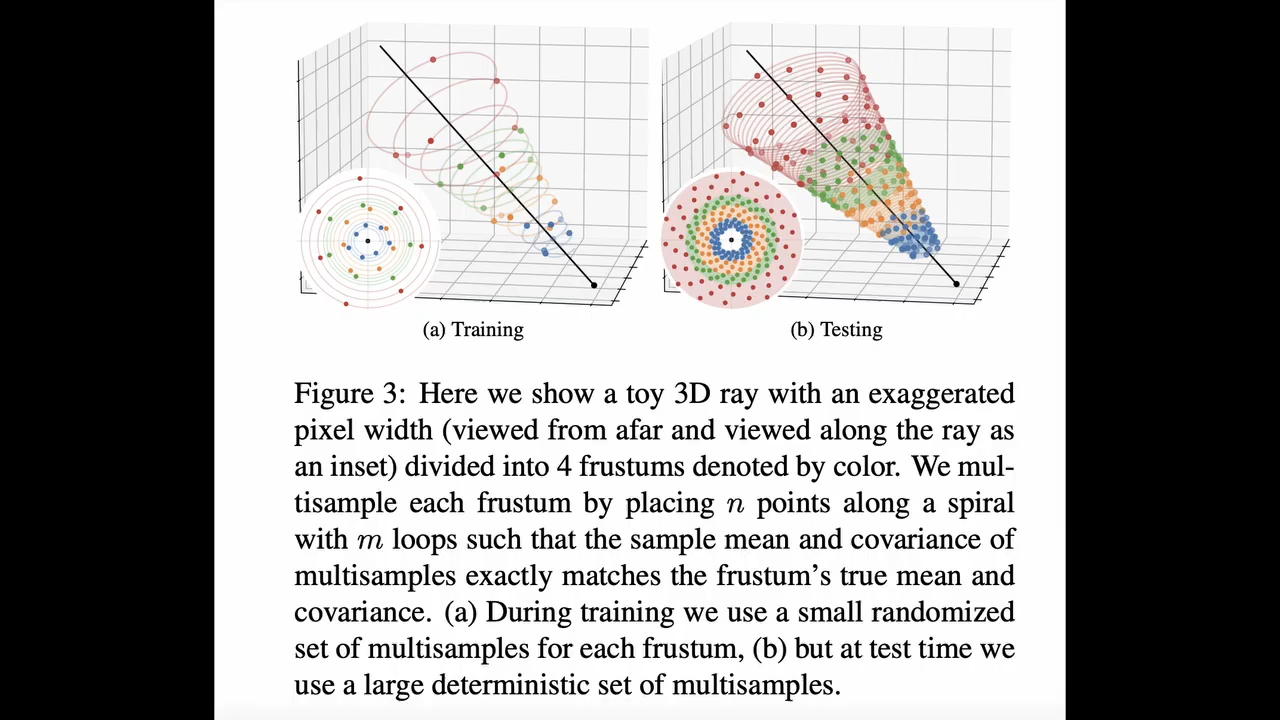 (a) Training
(b) Testing
Figure 3: Here we show a toy 3D ray with an exaggerated
pixel width (viewed from afar and viewed along the ray as
an inset) divided into 4 frustums denoted by color. We mul-
tisample each frustum by placing n points along a spiral
with m loops such that the sample mean and covariance of
multisamples exactly matches the frustum’s true mean and
covariance. (a) During training we use a small randomized
set of multisamples for each frustum, (b) but at test time we
use a large deterministic set of multisamples.